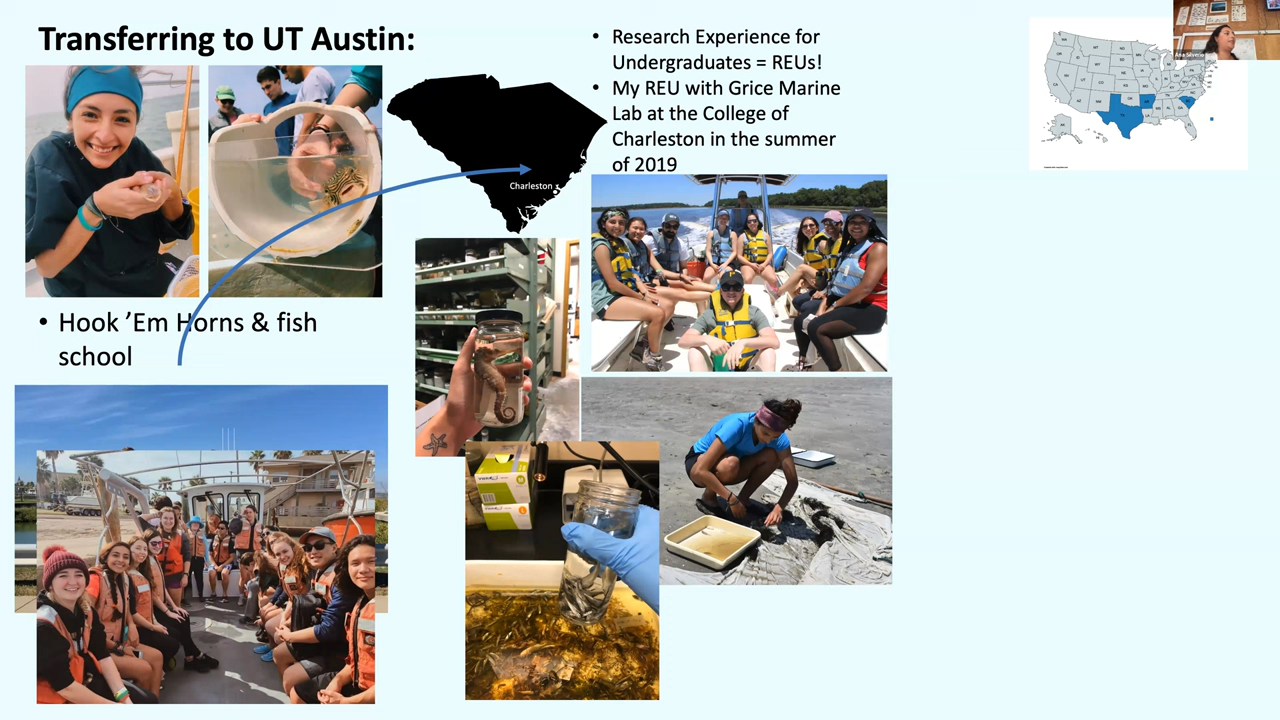 Transferring to UT Austin:
• Research Experience for
Undergraduates = REUs!
• My REU with Grice Marine
Lab at the College of
Charleston in the summer
of 2019
Charleston
• Hook ’Em Horns & fish
school